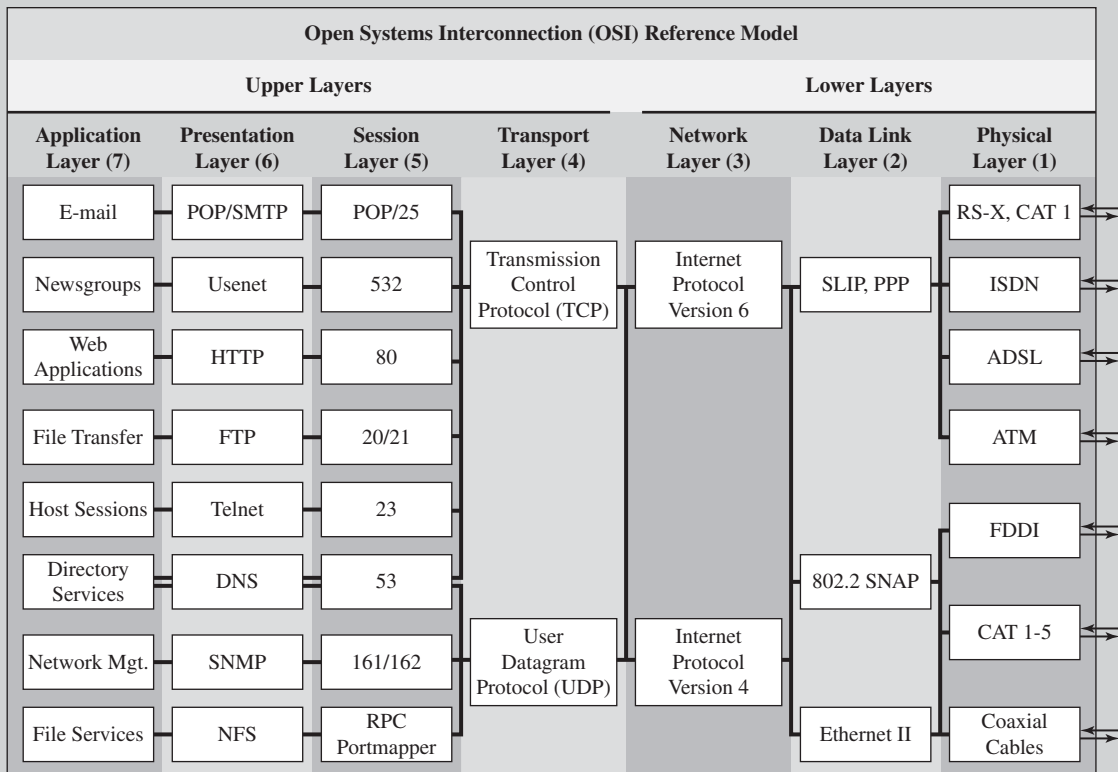 Open Systems Interconnection (OSI) Reference Model
Upper Layers
Lower Layers
Application
Layer (7)
Presentation
Layer (6)
Session
Layer (5)
Transport
Layer (4)
Network
Layer (3)
Data Link
Layer (2)
Physical
Layer (1)
E-mail
POP/SMTP
POP/25
RS-X, CAT 1
Newsgroups
Usenet
532
Transmission
Control
Protocol (TCP)
Internet
Protocol
Version 6
SLIP, PPP
ISDN
Web
Applications
HTTP
80
ADSL
File Transfer
FTP
20/21
ATM
Host Sessions
Telnet
23
FDDI
Directory
Services
DNS
53
802.2 SNAP
CAT 1-5
Network Mgt.
SNMP
161/162
User
Datagram
Protocol (UDP)
Internet
Protocol
Version 4
File Services
NFS
RPC
Portmapper
Ethernet II
Coaxial
Cables